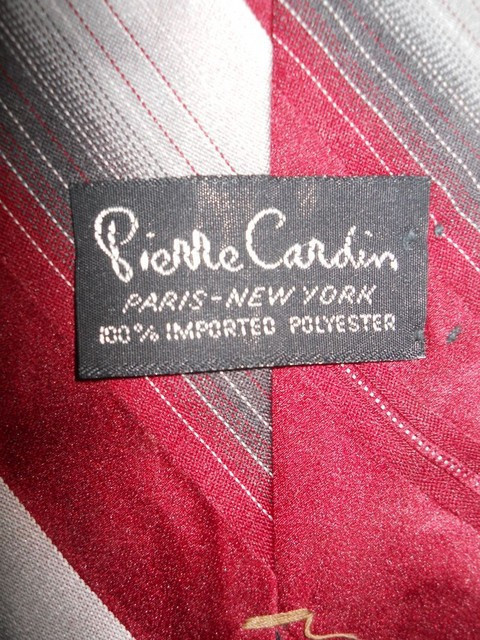 Pierre Cardin
PARIS-NEW YORK
100% IMPORTED POLYESTER